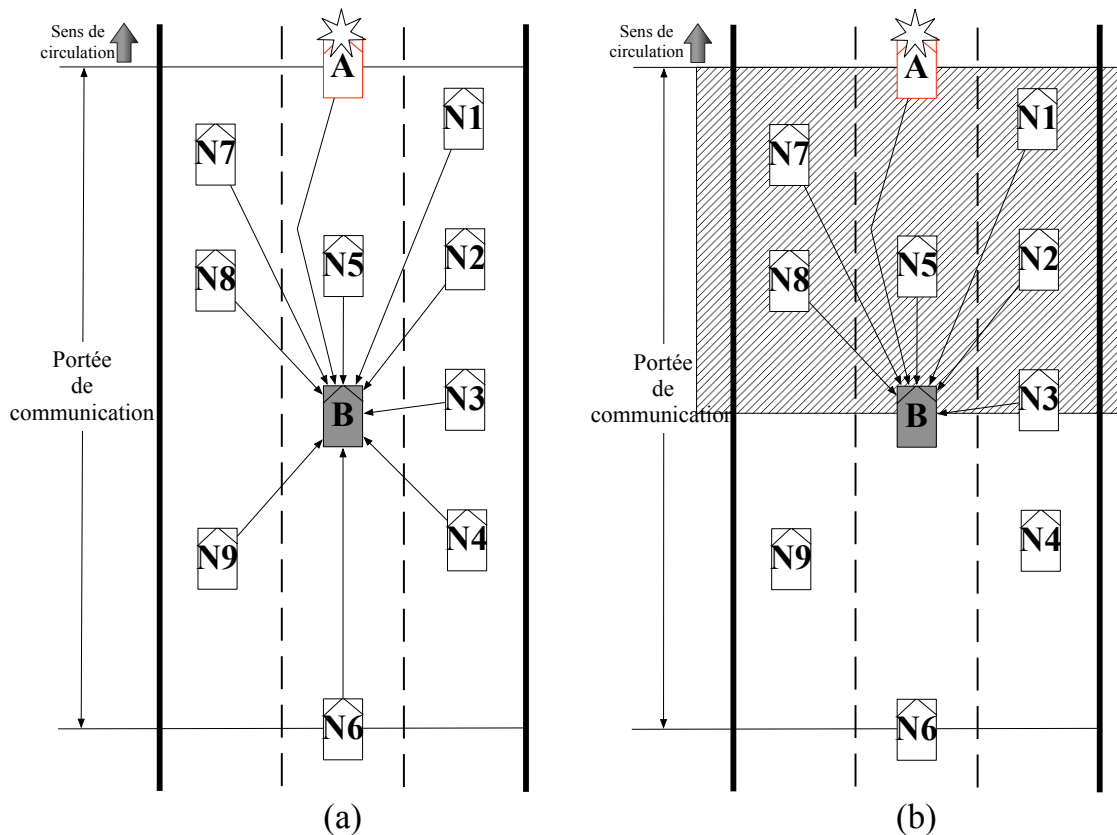 Sens de
circulation
A
N1
N7
N2
N5
N8
Portée
de
communication
N3
B
N4
N9
N6
(a)
Sens de
circulation
A
N1
N7
N2
N5
N8
Portée
de
communication
N3
B
N4
N9
N6
(b)